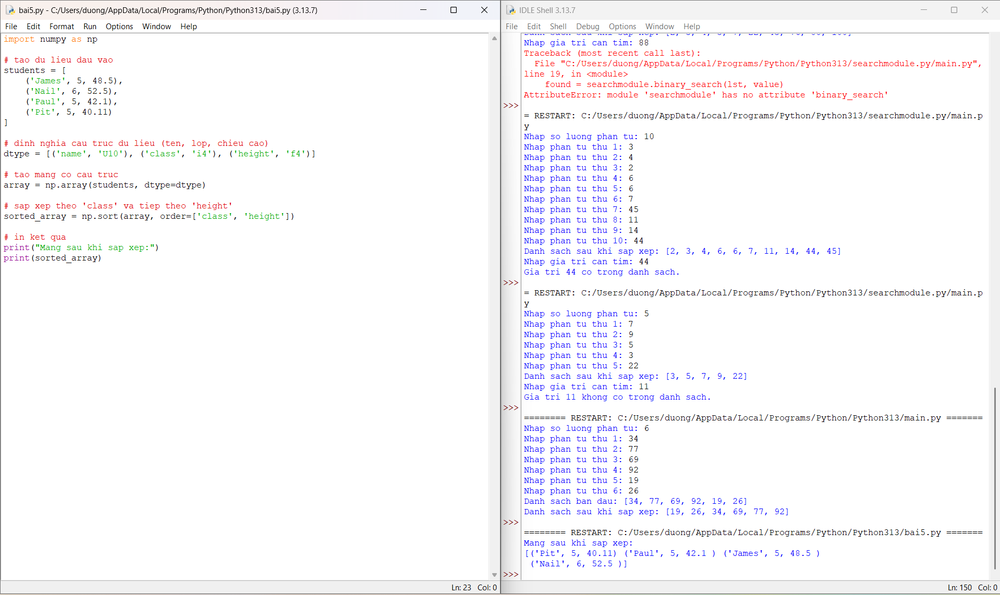 bai5.py - C:/Users/duong/AppData/Local/Programs/Python/Python313/bai5.py (3.13.7)
File Edit Format Run Options Window Help
import numpy as np
# tao du lieu dau vao
students = [
    ('James', 5, 48.5),
    ('Nail', 6, 52.5),
    ('Paul', 5, 42.1),
    ('Pit', 5, 40.11)
]
# dinh nghia cau truc du lieu (ten, lop, chieu cao)
dtype = [('name', 'U10'), ('class', 'i4'), ('height', 'f4')]
# tao mang co cau truc
array = np.array(students, dtype=dtype)
# sap xep theo 'class' va tiep theo 'height'
sorted_array = np.sort(array, order=['class', 'height'])
# in ket qua
print("Mang sau khi sap xep:")
print(sorted_array)
Ln: 23 Col: 0
IDLE Shell 3.13.7
File Edit Shell Debug Options Window Help
Danh sach sau khi sap xep:
Nhap gia tri can tim: 88
Traceback (most recent call last):
  File "C:/Users/duong/AppData/Local/Programs/Python/Python313/searchmodule.py/main.py",
line 19, in <module>
    found = searchmodule.binary_search(lst, value)
AttributeError: module 'searchmodule' has no attribute 'binary_search'
>>>
= RESTART: C:/Users/duong/AppData/Local/Programs/Python/Python313/searchmodule.py/main.p
y
Nhap so luong phan tu: 10
Nhap phan tu thu 1: 3
Nhap phan tu thu 2: 4
Nhap phan tu thu 3: 2
Nhap phan tu thu 4: 6
Nhap phan tu thu 5: 6
Nhap phan tu thu 6: 7
Nhap phan tu thu 7: 45
Nhap phan tu thu 8: 11
Nhap phan tu thu 9: 14
Nhap phan tu thu 10: 44
Danh sach sau khi sap xep: [2, 3, 4, 6, 6, 7, 11, 14, 44, 45]
Nhap gia tri can tim: 44
Gia tri 44 co trong danh sach.
>>>
= RESTART: C:/Users/duong/AppData/Local/Programs/Python/Python313/searchmodule.py/main.p
y
Nhap so luong phan tu: 5
Nhap phan tu thu 1: 7
Nhap phan tu thu 2: 9
Nhap phan tu thu 3: 5
Nhap phan tu thu 4: 3
Nhap phan tu thu 5: 22
Danh sach sau khi sap xep: [3, 5, 7, 9, 22]
Nhap gia tri can tim: 11
Gia tri 11 khong co trong danh sach.
>>>
======== RESTART: C:/Users/duong/AppData/Local/Programs/Python/Python313/main.py =======
Nhap so luong phan tu: 6
Nhap phan tu thu 1: 34
Nhap phan tu thu 2: 77
Nhap phan tu thu 3: 69
Nhap phan tu thu 4: 92
Nhap phan tu thu 5: 19
Nhap phan tu thu 6: 26
Danh sach ban dau: [34, 77, 69, 92, 19, 26]
Danh sach sau khi sap xep: [19, 26, 34, 69, 77, 92]
>>>
======== RESTART: C:/Users/duong/AppData/Local/Programs/Python/Python313/bai5.py =======
Mang sau khi sap xep:
[('Pit', 5, 40.11) ('Paul', 5, 42.1 ) ('James', 5, 48.5 )
 ('Nail', 6, 52.5 )]
>>>
Ln: 150 Col: 0